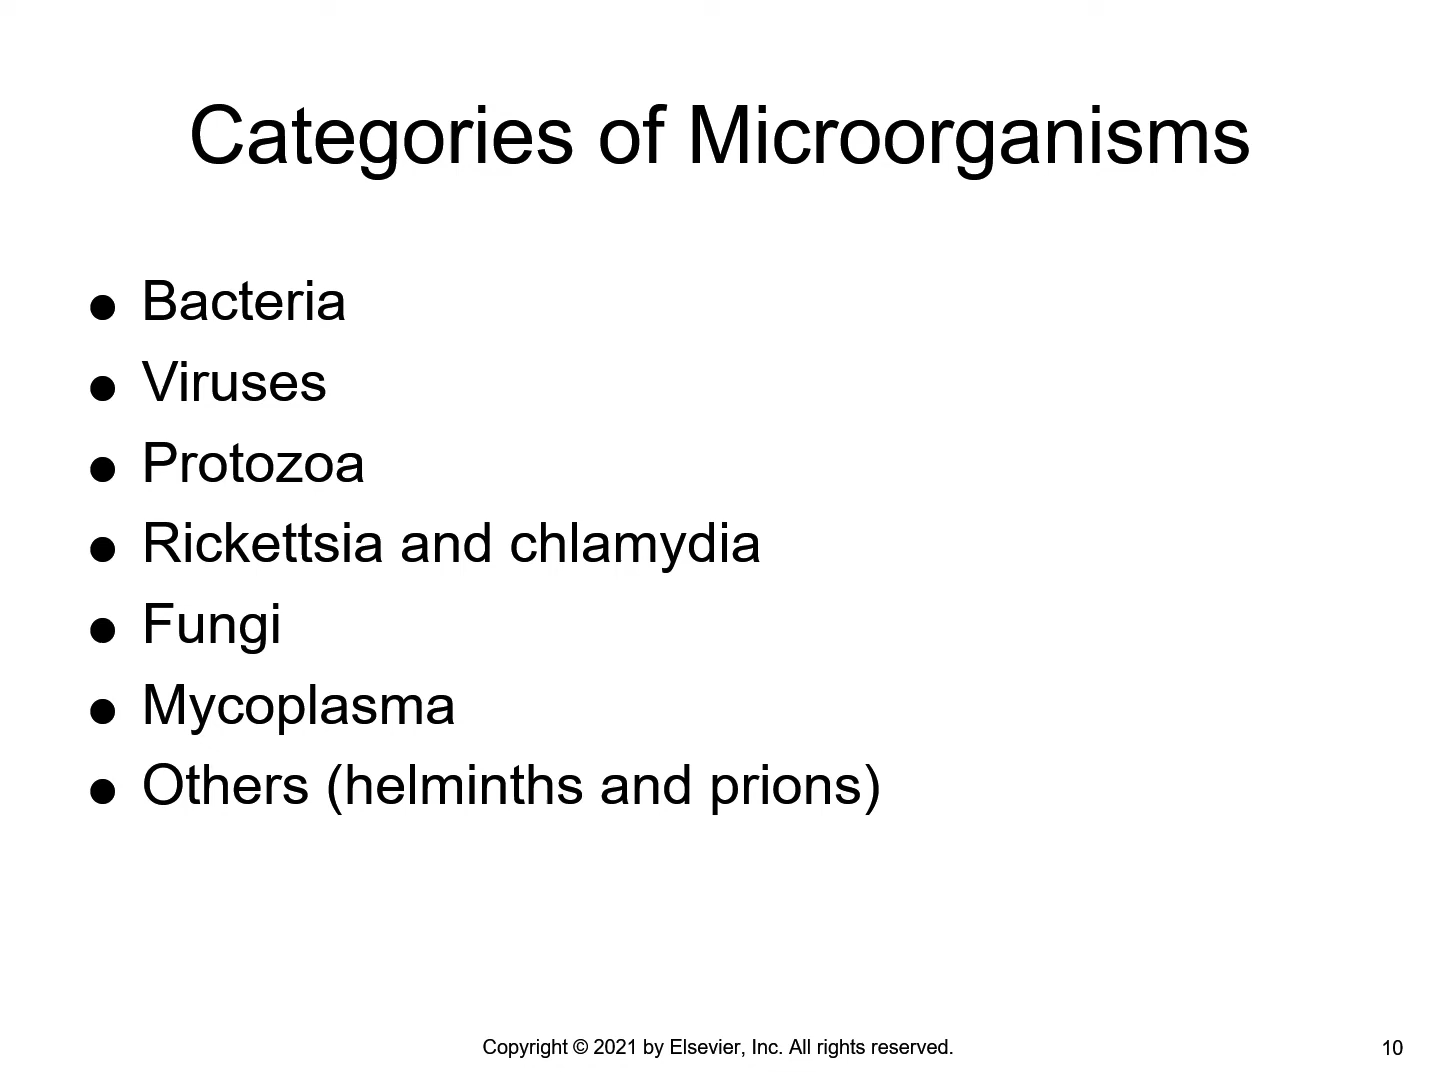 Categories of Microorganisms
● Bacteria
● Viruses
● Protozoa
● Rickettsia and chlamydia
● Fungi
● Mycoplasma
● Others (helminths and prions)
Copyright © 2021 by Elsevier, Inc. All rights reserved.
10